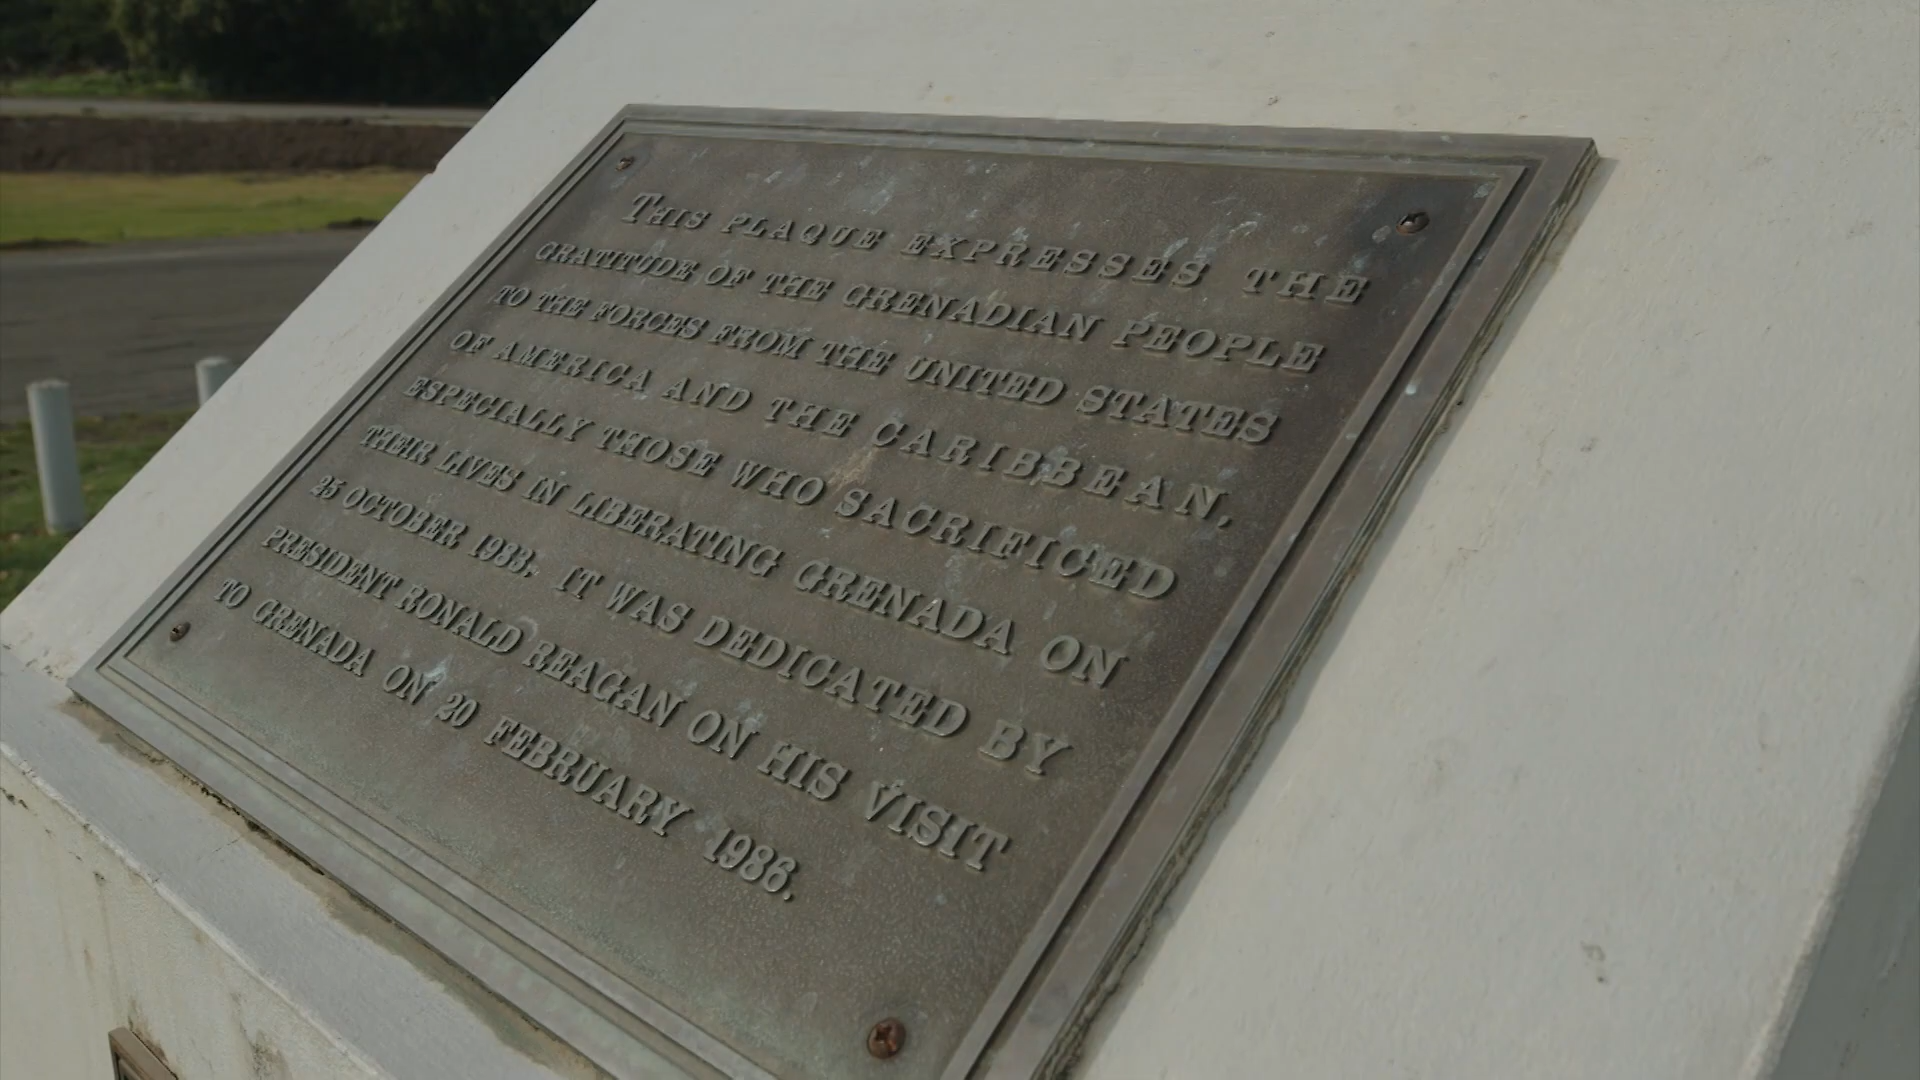 THIS PLAQUE EXPRESSES THE
GRATITUDE OF THE GRENADIAN PEOPLE
TO THE FORCES FROM THE UNITED STATES
OF AMERICA AND THE CARIBBEAN,
ESPECIALLY THOSE WHO SACRIFICED
THEIR LIVES IN LIBERATING GRENADA ON
25 OCTOBER 1983. IT WAS DEDICATED BY
PRESIDENT RONALD REAGAN ON HIS VISIT
TO GRENADA ON 20 FEBRUARY 1986.